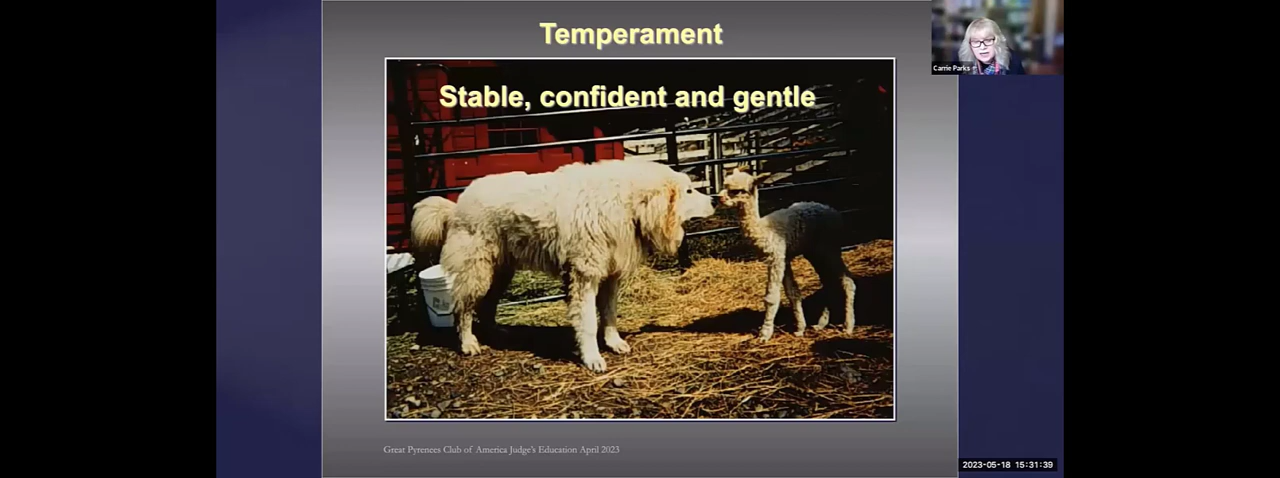 Temperament
Stable, confident and gentle
Carrie Parks
Great Pyrenees Club of America Judge's Education April 2023
2023-05-18 15:31:39